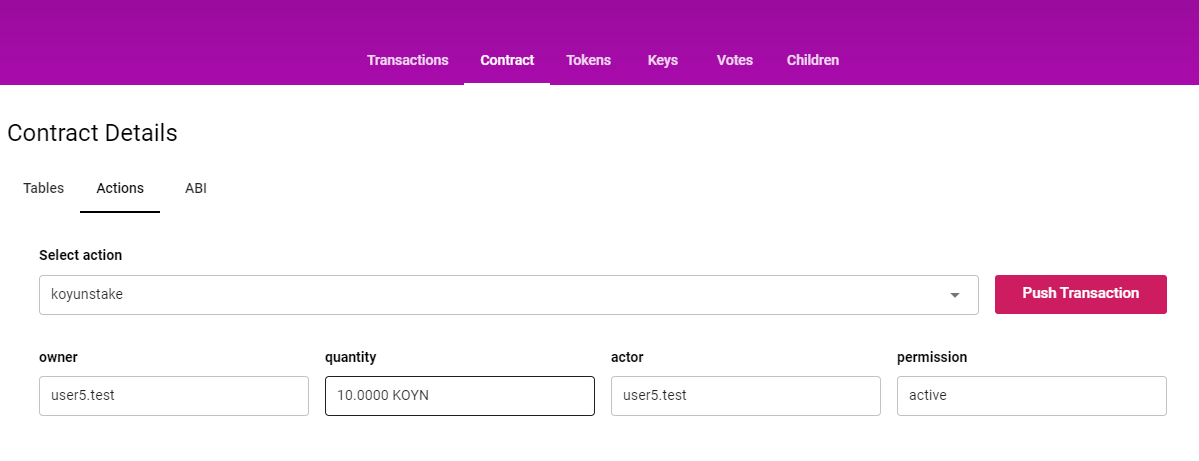 Transactions Contract Tokens Keys Votes Children
Contract Details
Tables Actions ABI
Select action
koyunstake Push Transaction
owner quantity actor permission
user5.test 10.0000 KOYN user5.test active